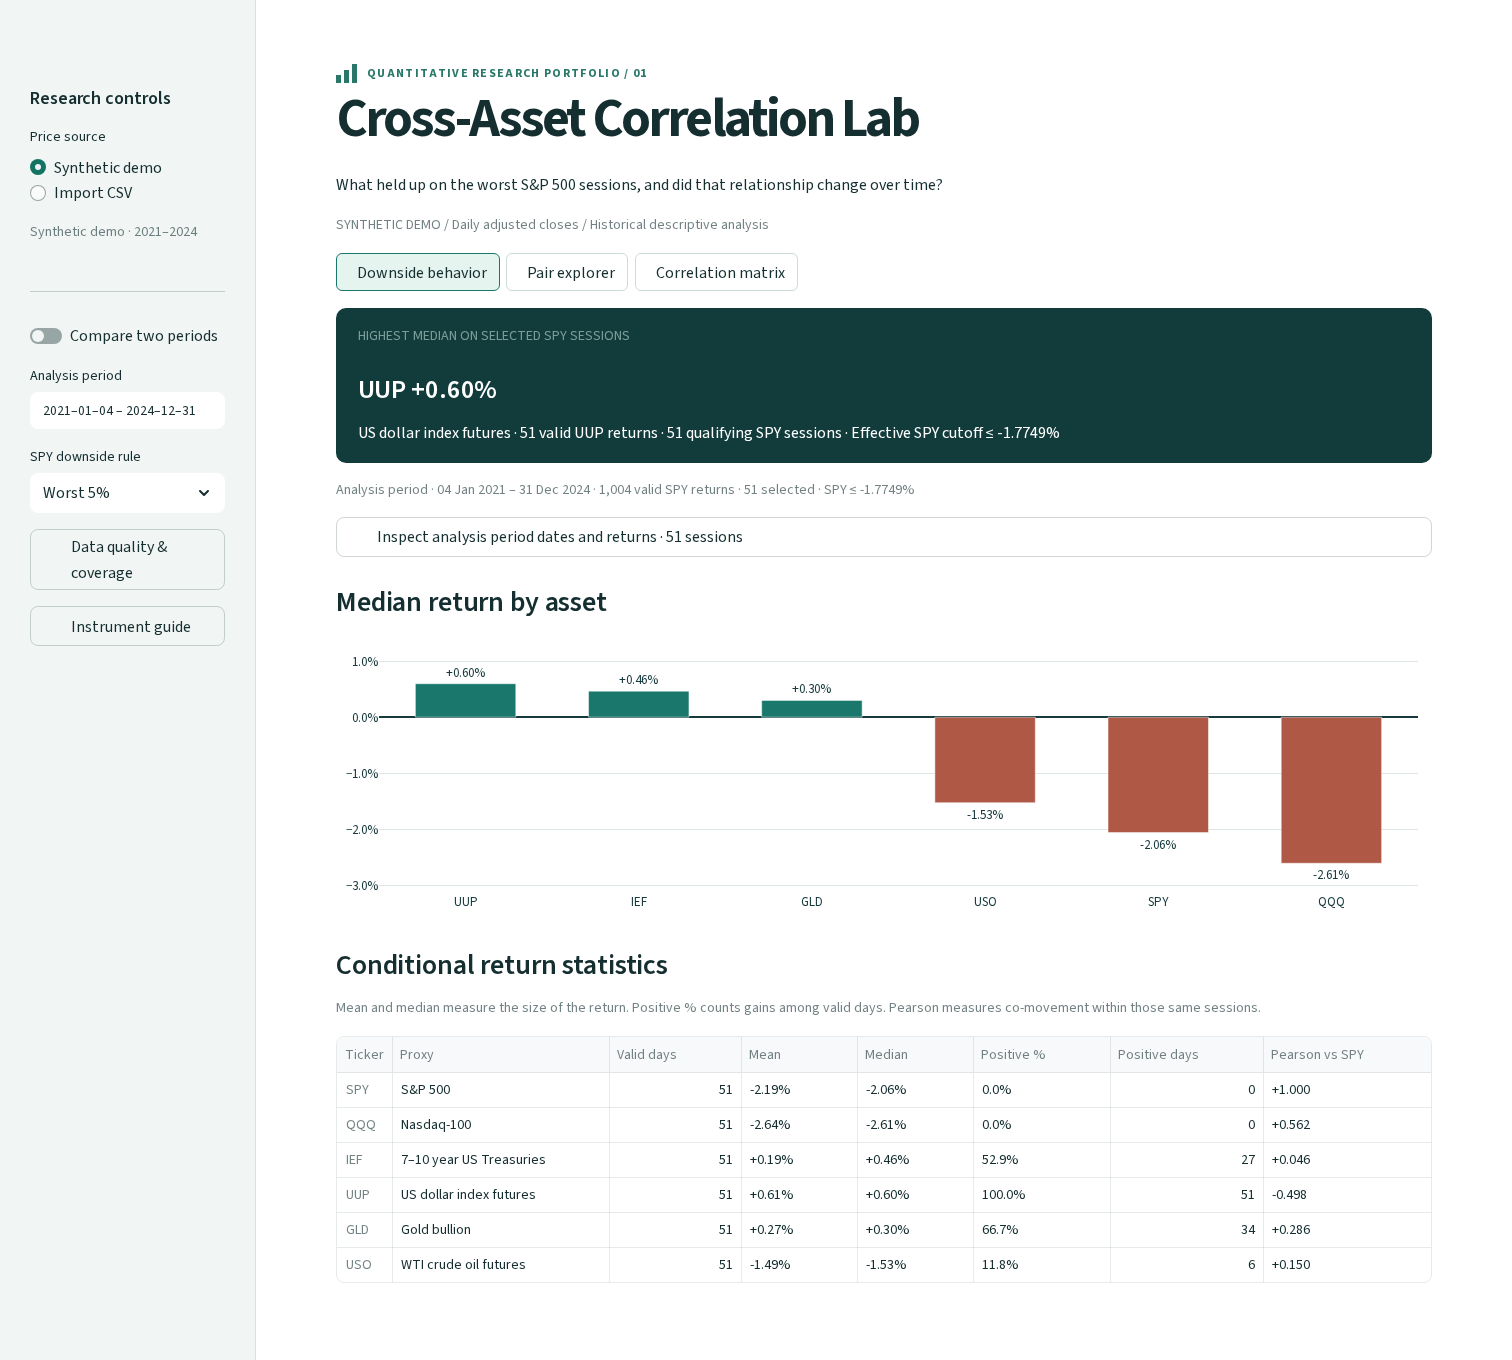 Research controls
Price source
Synthetic demo
Import CSV
Synthetic demo · 2021–2024
Compare two periods
Analysis period
2021–01–04 – 2024–12–31
SPY downside rule
Worst 5%
Data quality &
coverage
Instrument guide
QUANTITATIVE RESEARCH PORTFOLIO / 01
Cross-Asset Correlation Lab
What held up on the worst S&P 500 sessions, and did that relationship change over time?
SYNTHETIC DEMO / Daily adjusted closes / Historical descriptive analysis
Downside behavior
Pair explorer
Correlation matrix
HIGHEST MEDIAN ON SELECTED SPY SESSIONS
UUP +0.60%
US dollar index futures · 51 valid UUP returns · 51 qualifying SPY sessions · Effective SPY cutoff ≤ -1.7749%
Analysis period · 04 Jan 2021 – 31 Dec 2024 · 1,004 valid SPY returns · 51 selected · SPY ≤ -1.7749%
Inspect analysis period dates and returns · 51 sessions
Median return by asset
1.0%
0.0%
−1.0%
−2.0%
−3.0%
+0.60%
+0.46%
+0.30%
-1.53%
-2.06%
-2.61%
UUP IEF GLD USO SPY QQQ
Conditional return statistics
Mean and median measure the size of the return. Positive % counts gains among valid days. Pearson measures co-movement within those same sessions.
Ticker Proxy Valid days Mean Median Positive % Positive days Pearson vs SPY
SPY S&P 500 51 -2.19% -2.06% 0.0% 0 +1.000
QQQ Nasdaq-100 51 -2.64% -2.61% 0.0% 0 +0.562
IEF 7–10 year US Treasuries 51 +0.19% +0.46% 52.9% 27 +0.046
UUP US dollar index futures 51 +0.61% +0.60% 100.0% 51 -0.498
GLD Gold bullion 51 +0.27% +0.30% 66.7% 34 +0.286
USO WTI crude oil futures 51 -1.49% -1.53% 11.8% 6 +0.150